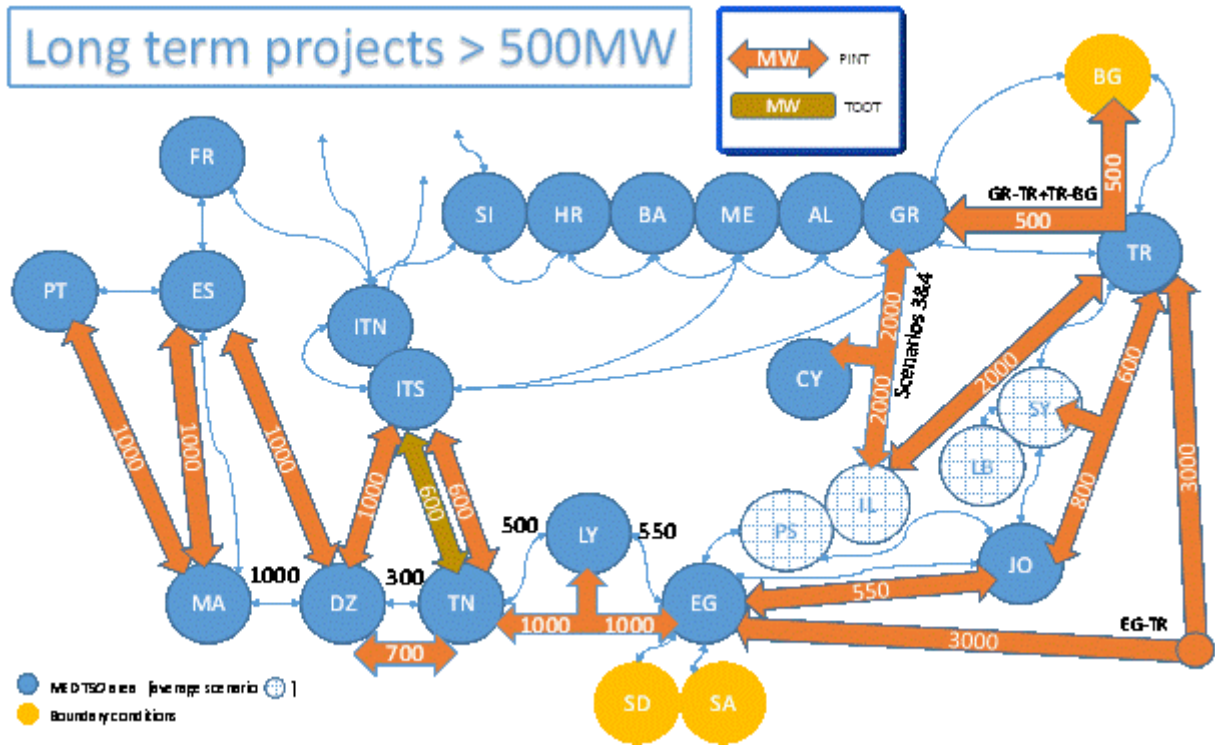 Long term projects > 500MW
MW PINT
MW TOOT
BG
FR
500
GR-TR+TR-BG
SI HR BA ME AL GR
500
TR
PT ES
ITN
2000
Scenarios 3&4
CY
2000
2000
ITS
600
SY
LB
1000
1000
1000
1000
600
600
3000
800
IL
PS
500
LY
550
JO
1000
300
MA DZ TN EG
550
1000 1000
EG-TR
3000
700
MEDTSO area [average scenario ]
SD SA
Boundary conditions